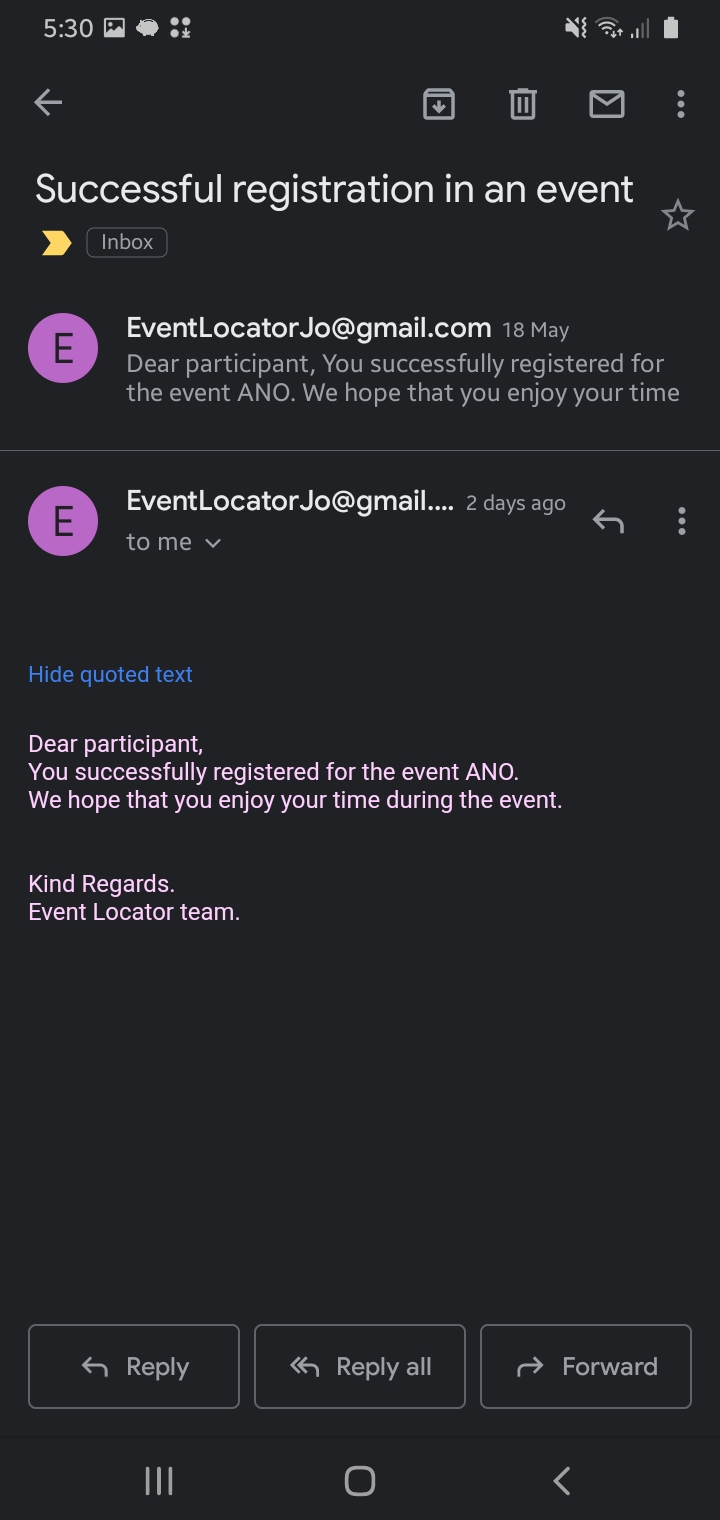 5:30
Successful registration in an event
Inbox
E
EventLocatorJo@gmail.com 18 May
Dear participant, You successfully registered for
the event ANO. We hope that you enjoy your time
E
EventLocatorJo@gmail.... 2 days ago
to me
Hide quoted text
Dear participant,
You successfully registered for the event ANO.
We hope that you enjoy your time during the event.
Kind Regards.
Event Locator team.
Reply
Reply all
Forward